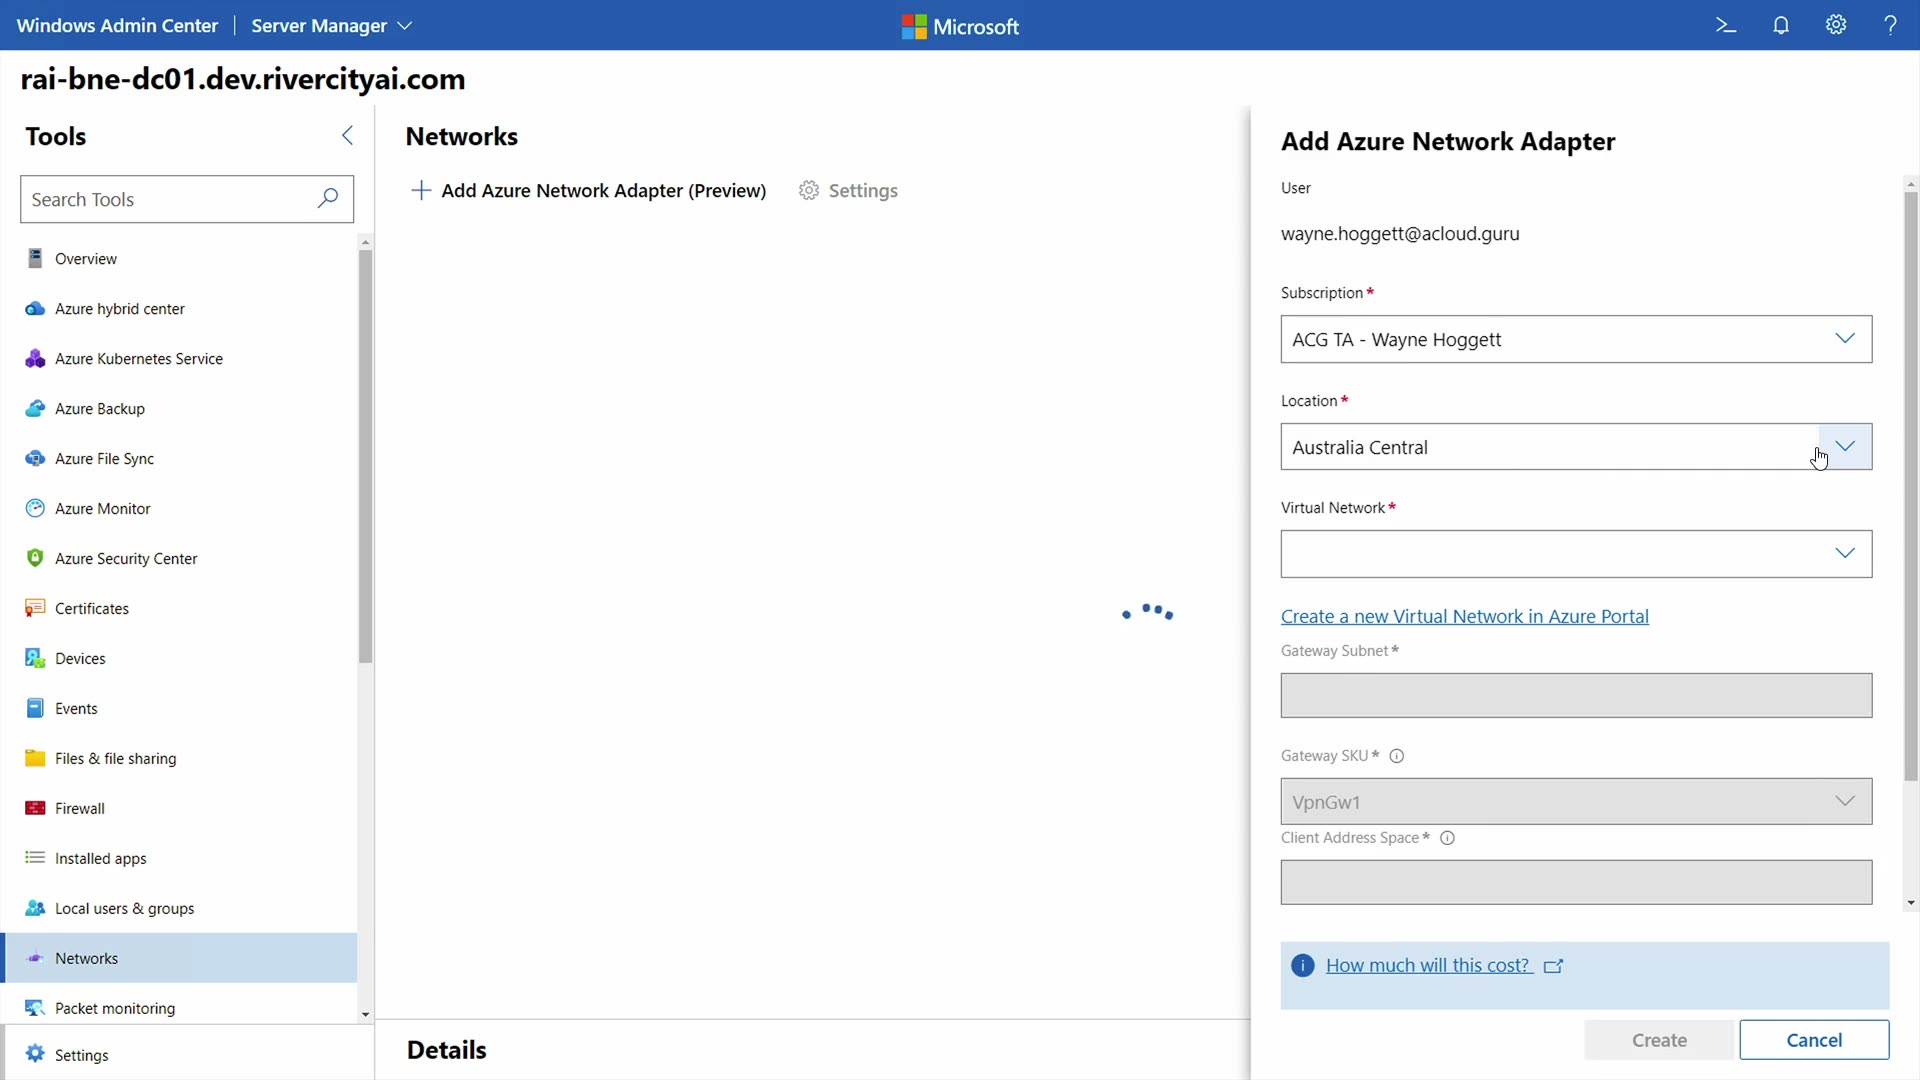 Windows Admin Center
Server Manager
Microsoft
rai-bne-dc01.dev.rivercityai.com
Tools
Search Tools
Overview
Azure hybrid center
Azure Kubernetes Service
Azure Backup
Azure File Sync
Azure Monitor
Azure Security Center
Certificates
Devices
Events
Files & file sharing
Firewall
Installed apps
Local users & groups
Networks
Packet monitoring
Settings
Networks
Add Azure Network Adapter (Preview)
Settings
Details
Add Azure Network Adapter
User
wayne.hoggett@acloud.guru
Subscription*
ACG TA - Wayne Hoggett
Location*
Australia Central
Virtual Network*
Create a new Virtual Network in Azure Portal
Gateway Subnet*
Gateway SKU*
VpnGw1
Client Address Space*
How much will this cost?
Create
Cancel